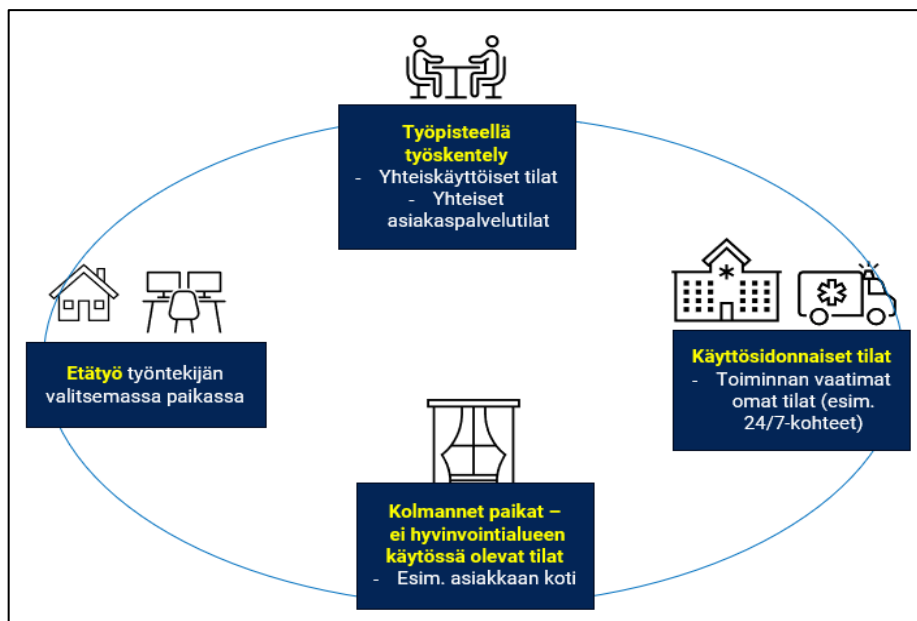 Työpisteellä
työskentely
- Yhteiskäyttöiset tilat
- Yhteiset
asiakaspalvelutilat
Etätyö työntekijän
valitsemassa paikassa
Käyttösidonnaiset tilat
- Toiminnan vaatimat
omat tilat (esim.
24/7-kohteet)
Kolmannet paikat –
ei hyvinvointialueen
käytössä olevat tilat
- Esim. asiakkaan koti